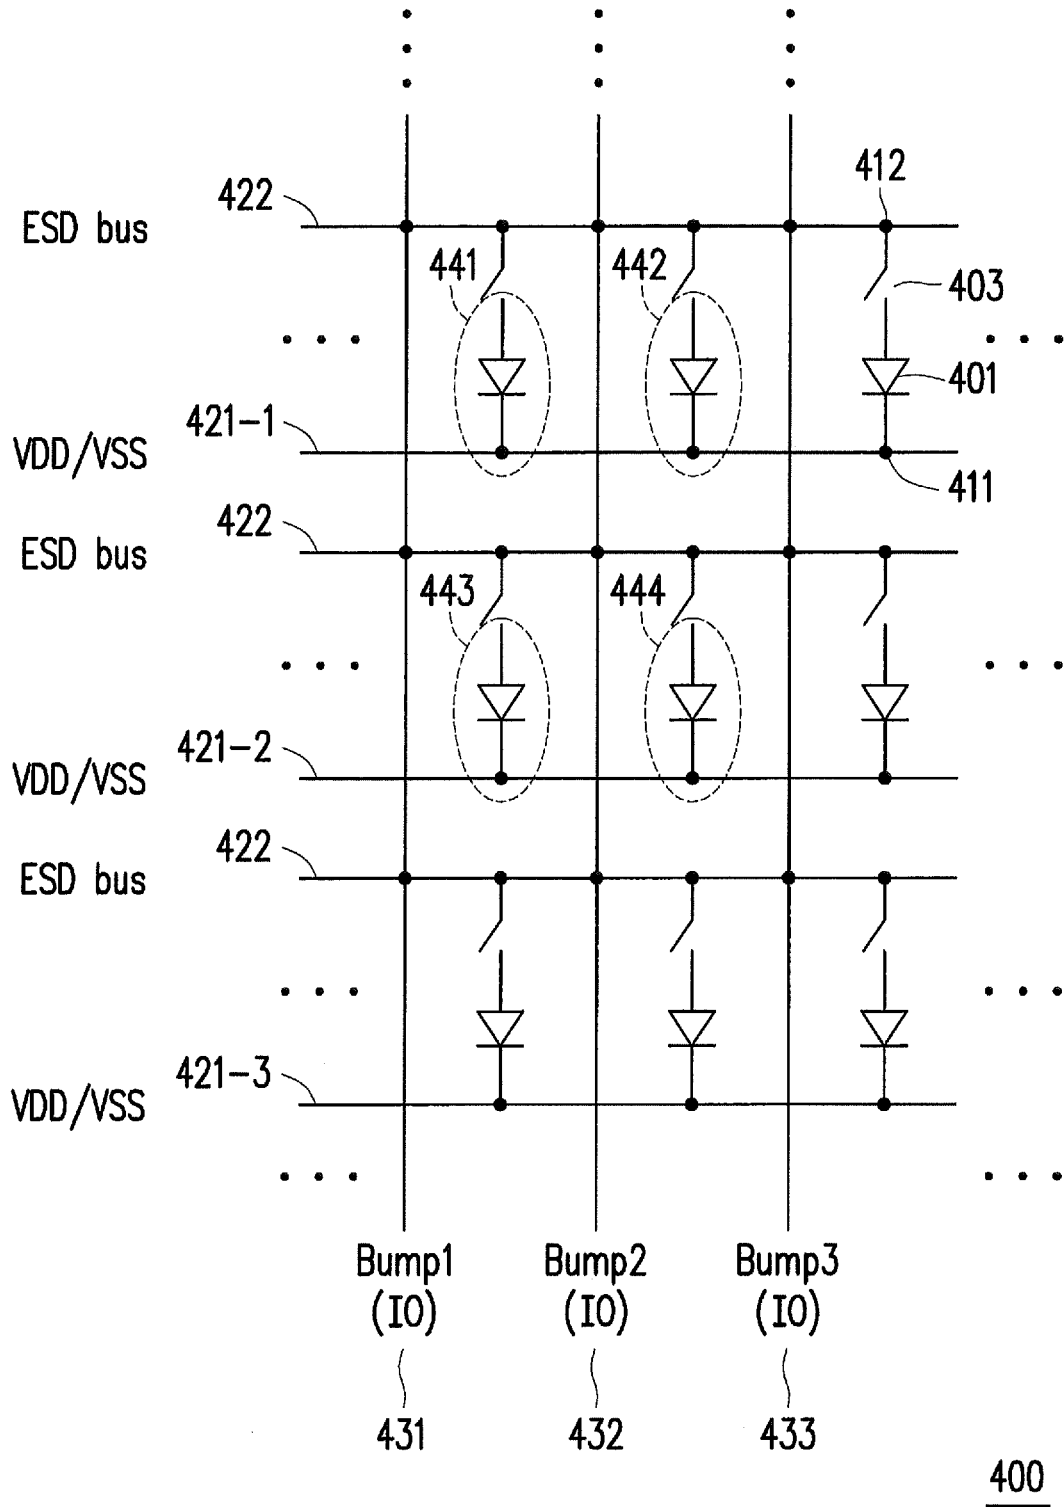 412
422
ESD bus
441
442
403
401
421-1
VDD/VSS
411
422
ESD bus
443
444
421-2
VDD/VSS
422
ESD bus
421-3
VDD/VSS
Bump1 Bump2 Bump3
(IO) (IO) (IO)
431 432 433
400